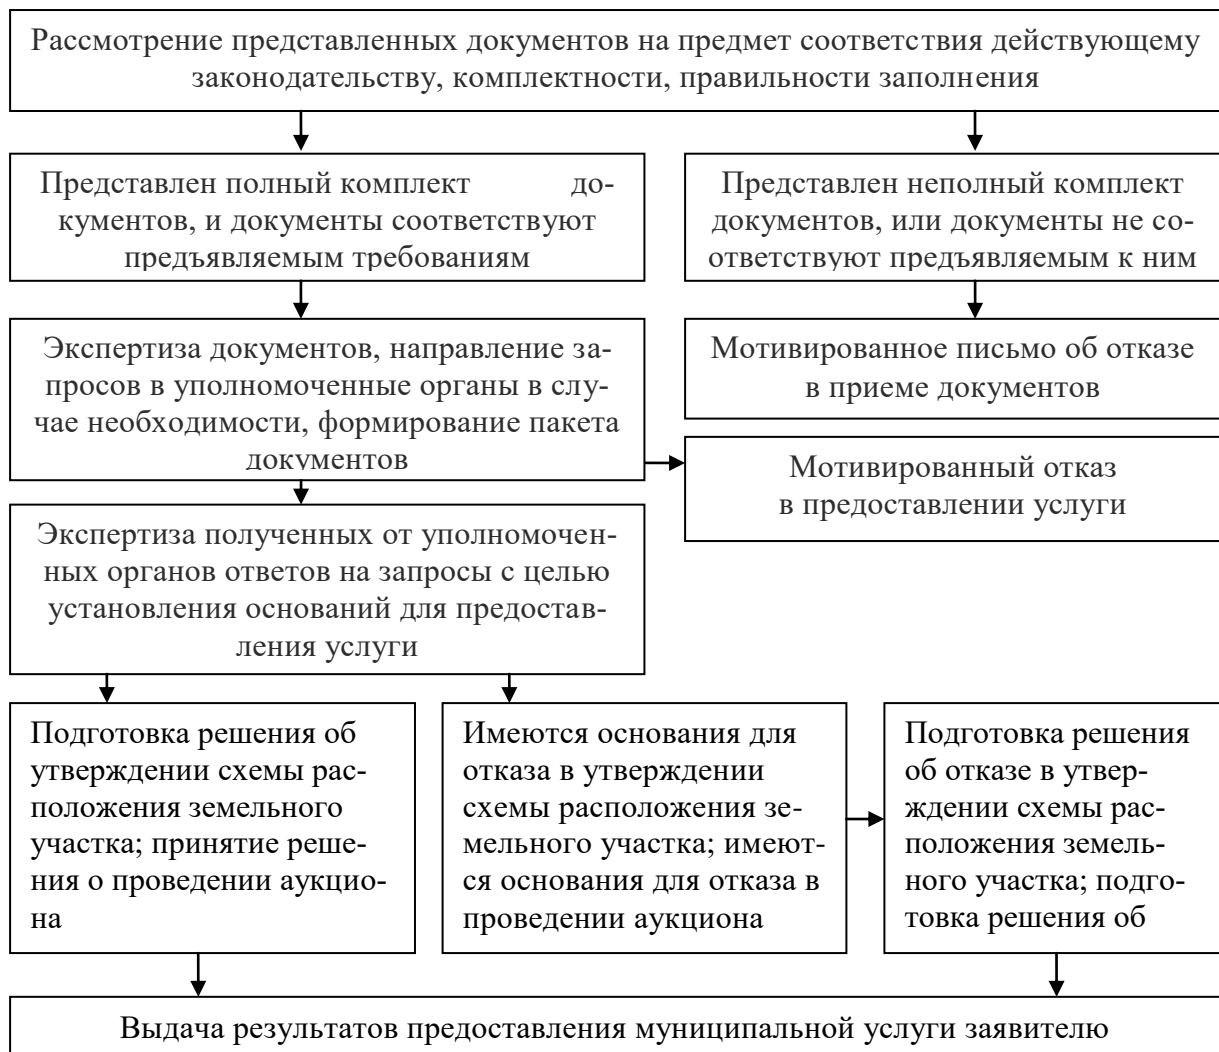 Рассмотрение представленных документов на предмет соответствия действующему
законодательству, комплектности, правильности заполнения
Представлен полный комплект до-
кументов, и документы соответствуют
предъявляемым требованиям
Представлен неполный комплект
документов, или документы не со-
ответствуют предъявляемым к ним
Экспертиза документов, направление за-
просов в уполномоченные органы в слу-
чае необходимости, формирование пакета
документов
Мотивированное письмо об отказе
в приеме документов
Мотивированный отказ
в предоставлении услуги
Экспертиза полученных от уполномочен-
ных органов ответов на запросы с целью
установления оснований для предостав-
ления услуги
Подготовка решения об
утверждении схемы рас-
положения земельного
участка; принятие реше-
ния о проведении аукцио-
на
Имеются основания для
отказа в утверждении
схемы расположения зе-
мельного участка; имеют-
ся основания для отказа в
проведении аукциона
Подготовка решения
об отказе в утвер-
ждении схемы рас-
положения земель-
ного участка; подго-
товка решения об
Выдача результатов предоставления муниципальной услуги заявителю